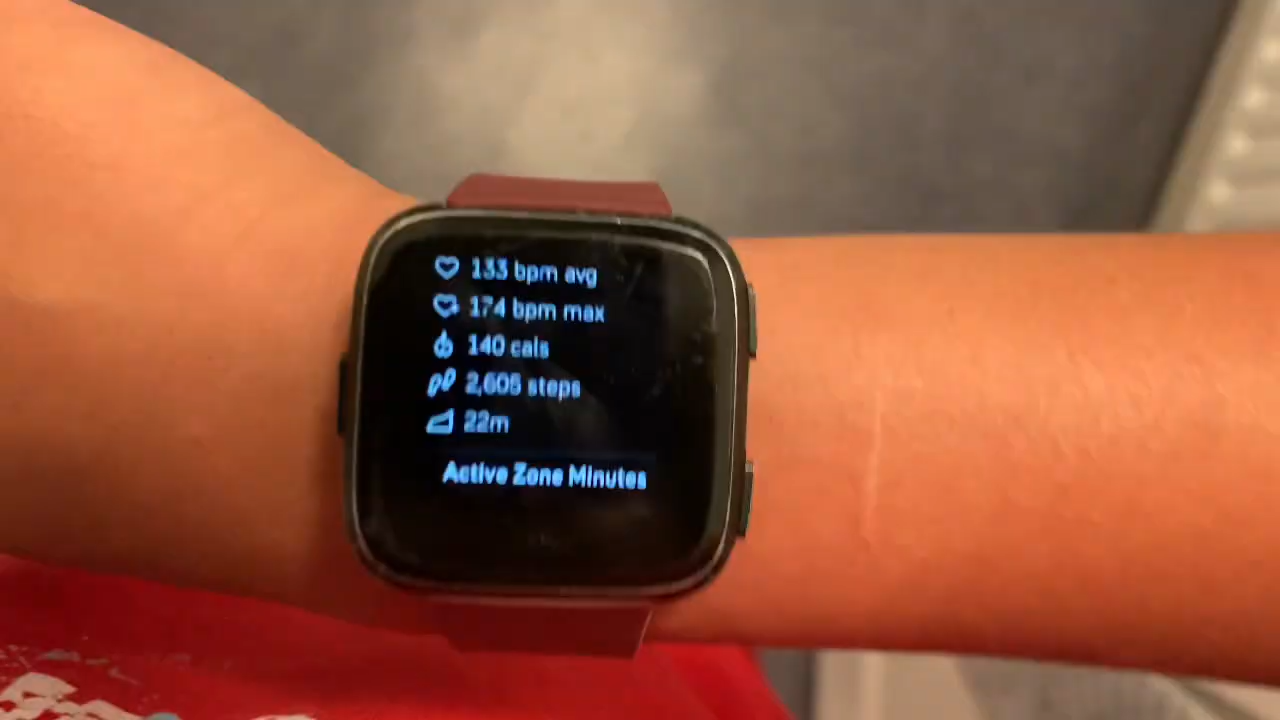 133 bpm avg
174 bpm max
140 cals
2,605 steps
22m
Active Zone Minutes